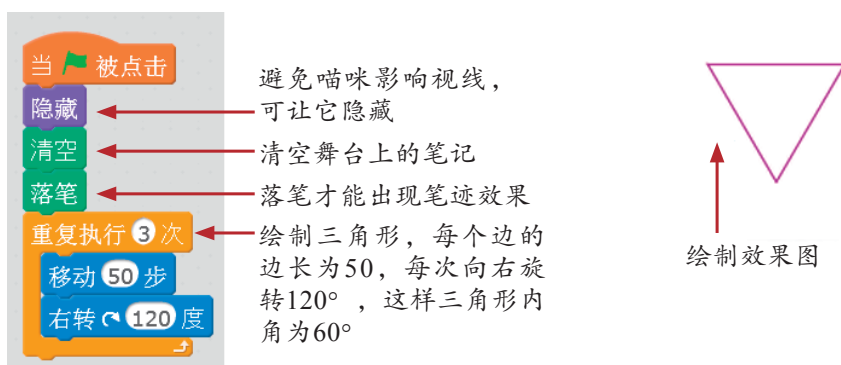 当 被点击
隐藏
清空
落笔
重复执行 3 次
移动 50 步
右转 120 度
避免喵咪影响视线，
可让它隐藏
清空舞台上的笔记
落笔才能出现笔迹效果
绘制三角形，每个边的
边长为50，每次向右旋
转120°，这样三角形内
角为60°
绘制效果图